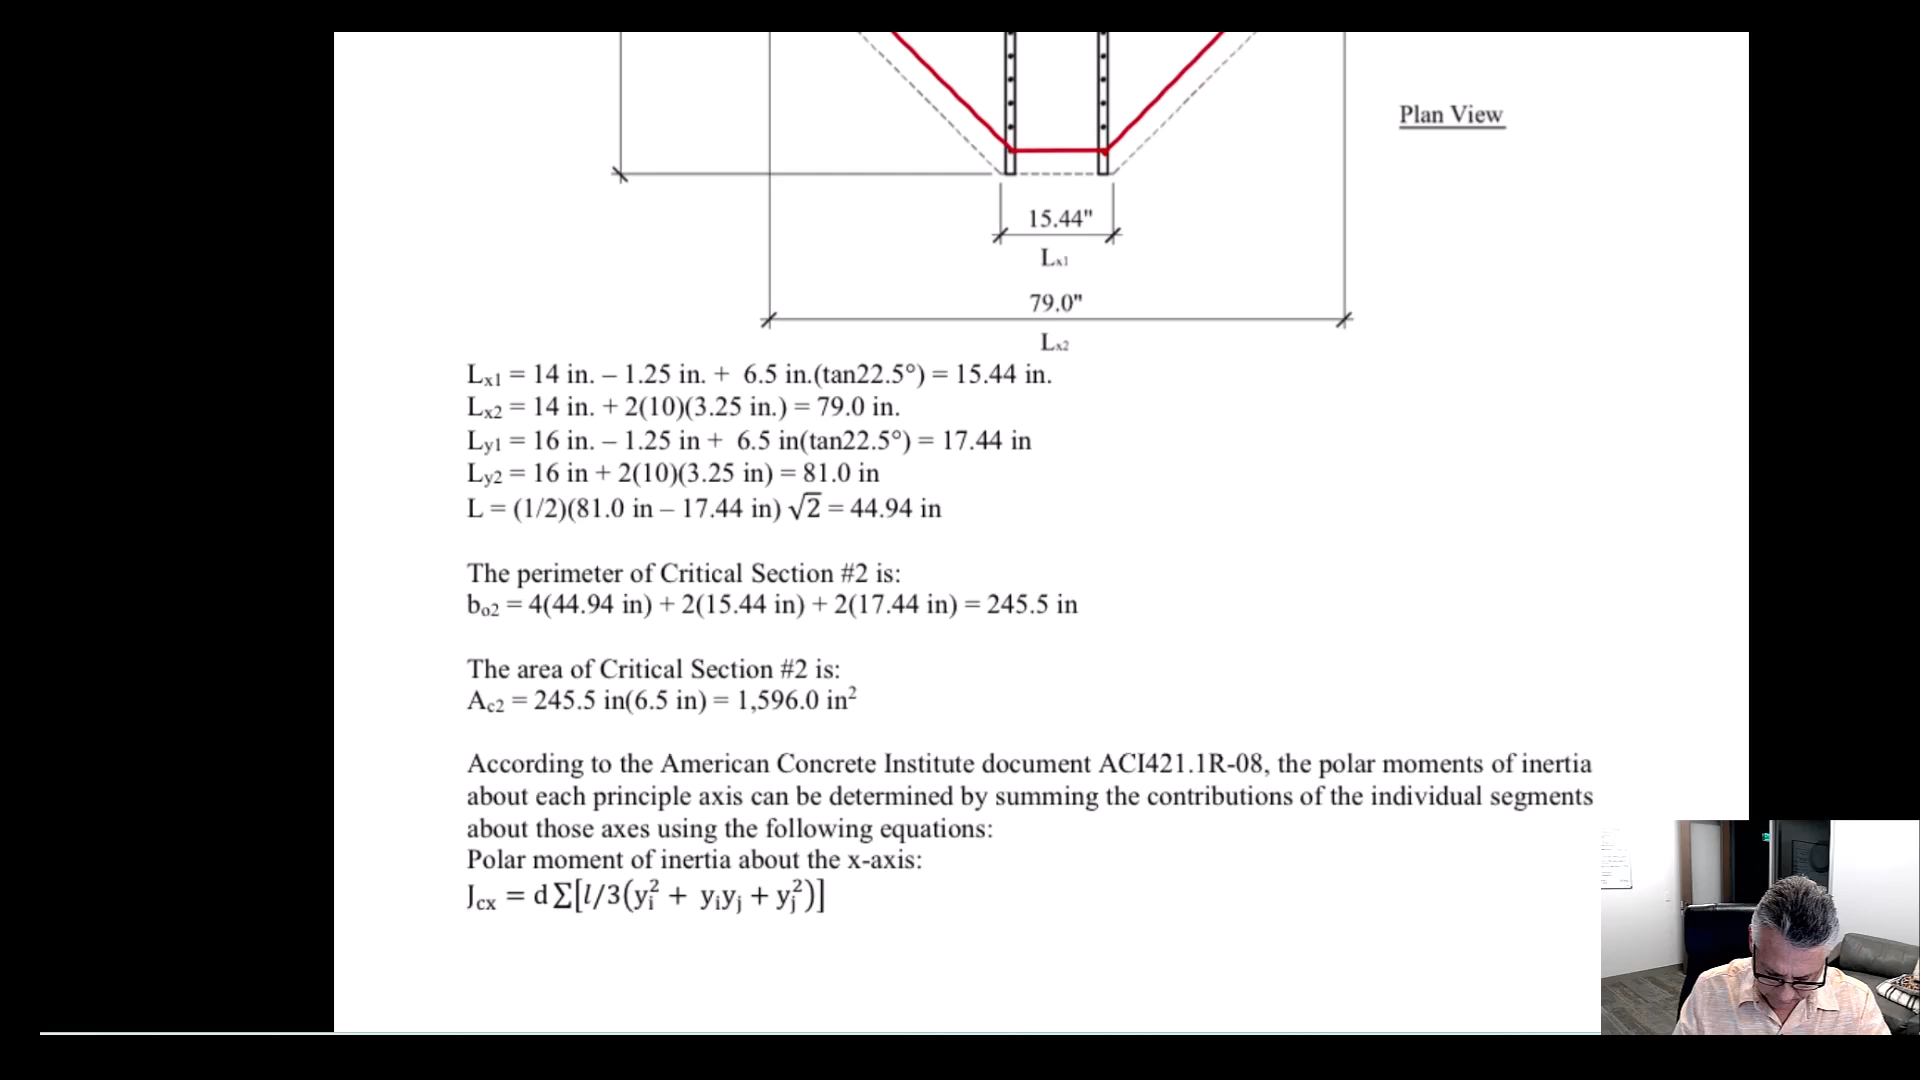 Plan View
15.44"
Lx1
79.0"
Lx2
Lx1 = 14 in. – 1.25 in. + 6.5 in.(tan22.5°) = 15.44 in.
Lx2 = 14 in. + 2(10)(3.25 in.) = 79.0 in.
Ly1 = 16 in. – 1.25 in + 6.5 in(tan22.5°) = 17.44 in
Ly2 = 16 in + 2(10)(3.25 in) = 81.0 in
L = (1/2)(81.0 in – 17.44 in) √2 = 44.94 in
The perimeter of Critical Section #2 is:
bo2 = 4(44.94 in) + 2(15.44 in) + 2(17.44 in) = 245.5 in
The area of Critical Section #2 is:
Ac2 = 245.5 in(6.5 in) = 1,596.0 in²
According to the American Concrete Institute document ACI421.1R-08, the polar moments of inertia
about each principle axis can be determined by summing the contributions of the individual segments
about those axes using the following equations:
Polar moment of inertia about the x-axis:
Jcx = d∑[l/3(yi² + yiyj + yj²)]